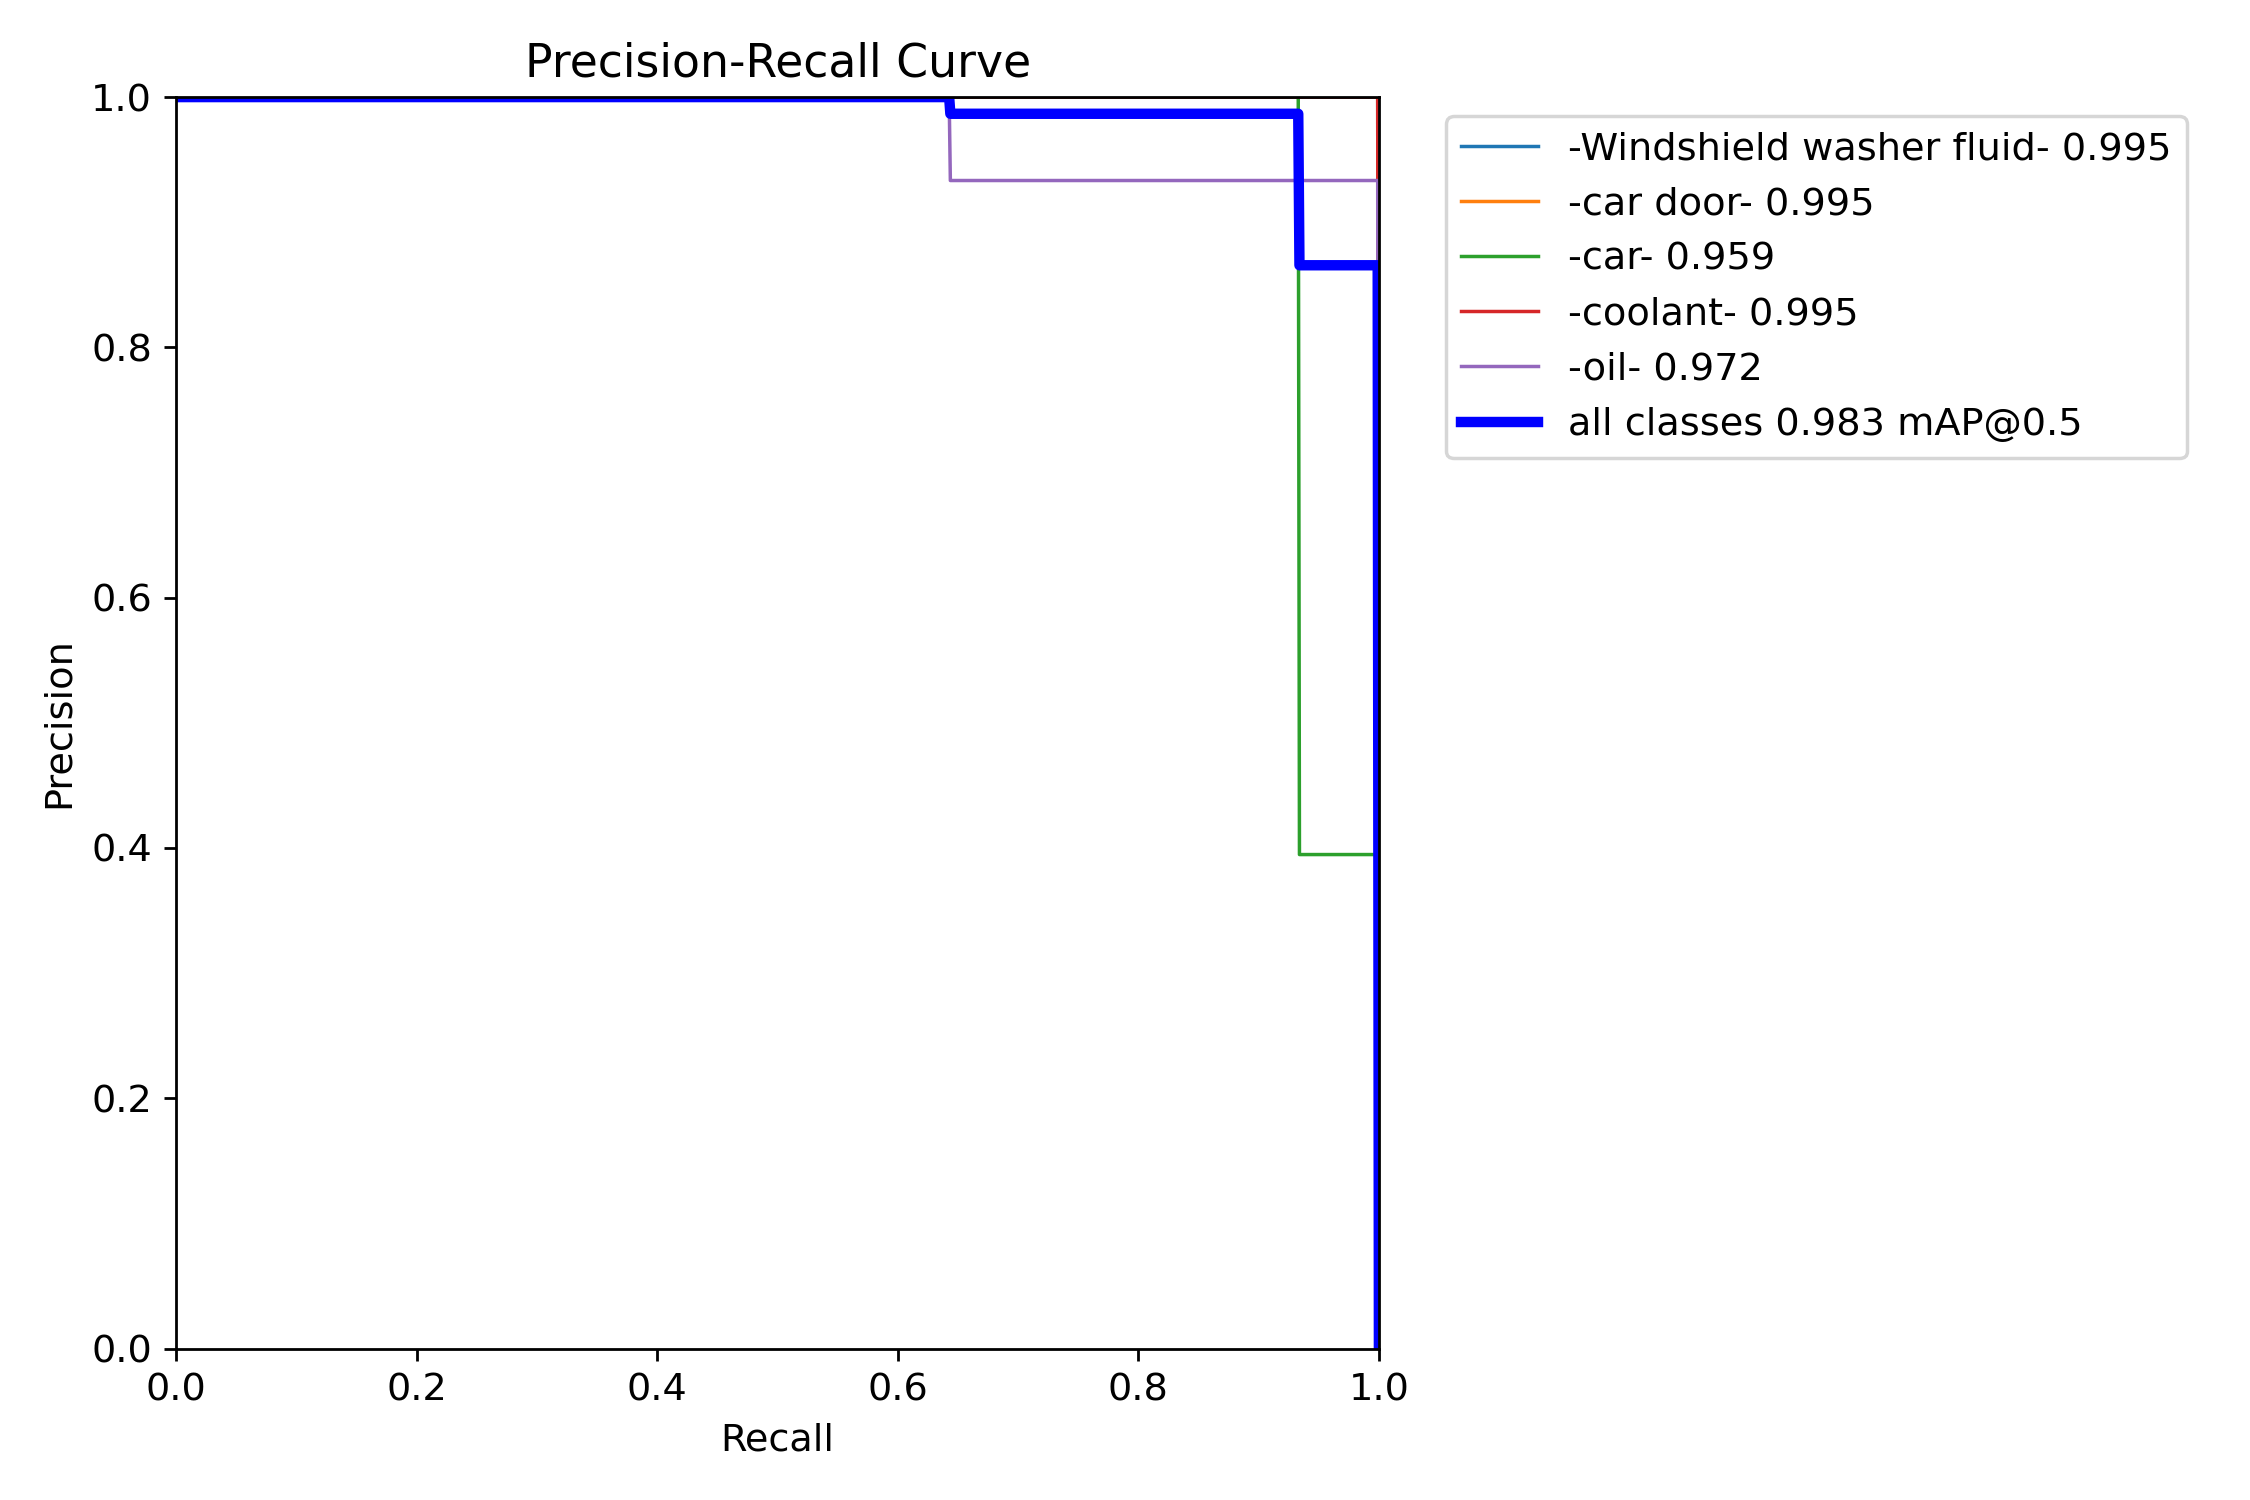 Precision-Recall Curve
1.0
0.8
0.6
0.4
0.2
0.0
Precision
0.0 0.2 0.4 0.6 0.8 1.0
Recall
-Windshield washer fluid- 0.995
-car door- 0.995
-car- 0.959
-coolant- 0.995
-oil- 0.972
all classes 0.983 mAP@0.5